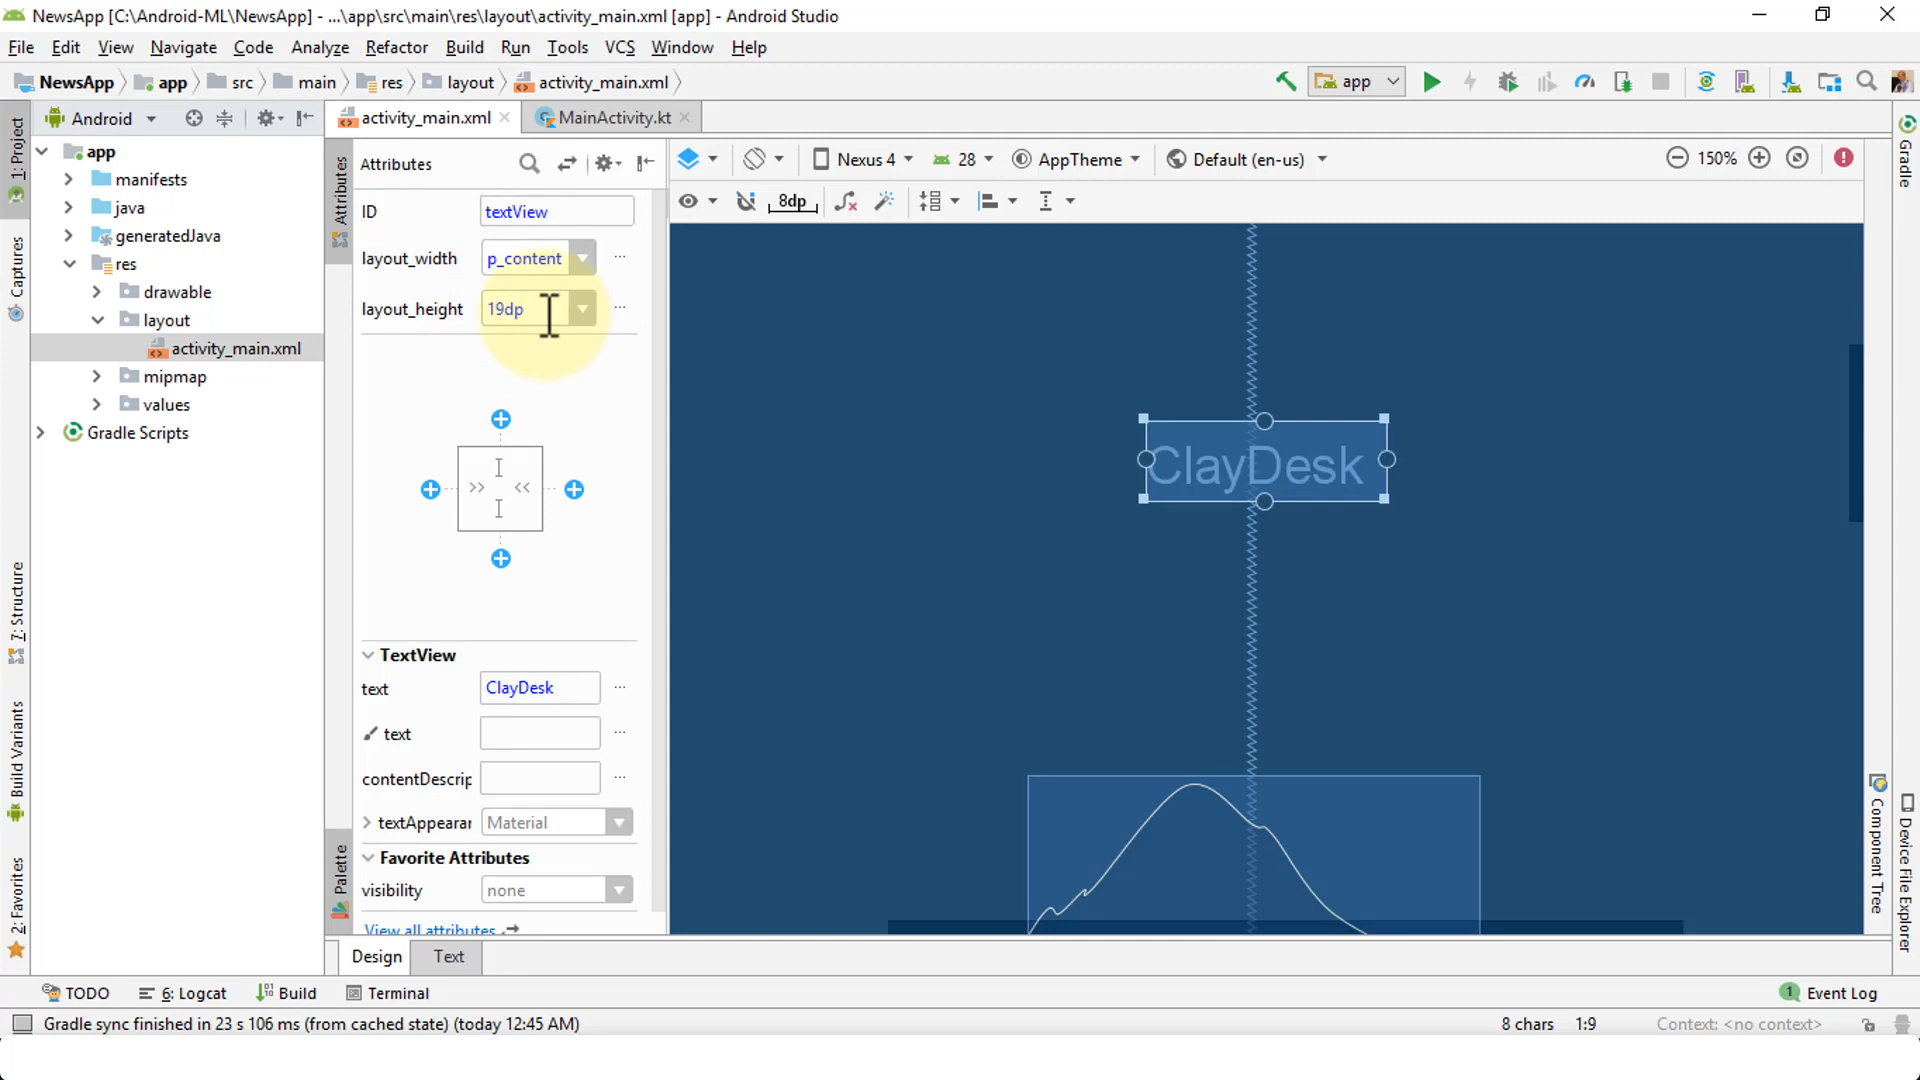 NewsApp [C:\Android-ML\NewsApp] - ...\app\src\main\res\layout\activity_main.xml [app] - Android Studio
File Edit View Navigate Code Analyze Refactor Build Run Tools VCS Window Help
NewsApp app src main res layout activity_main.xml app
1: Project
Captures
7: Structure
Build Variants
2: Favorites
Android
app
manifests
java
generatedJava
res
drawable
layout
activity_main.xml
mipmap
values
Gradle Scripts
activity_main.xml MainActivity.kt
Attributes
Palette
Attributes
ID textView
layout_width p_content ...
layout_height 19dp ...
>> <<
TextView
text ClayDesk ...
text ...
contentDescrip ...
textAppearar Material
Favorite Attributes
visibility none
View all attributes
Nexus 4 28 AppTheme Default (en-us) 150%
8dp
ClayDesk
Gradle
Component Tree
Device File Explorer
Design Text
TODO 6: Logcat Build Terminal 1 Event Log
Gradle sync finished in 23 s 106 ms (from cached state) (today 12:45 AM) 8 chars 1:9 Context: <no context>